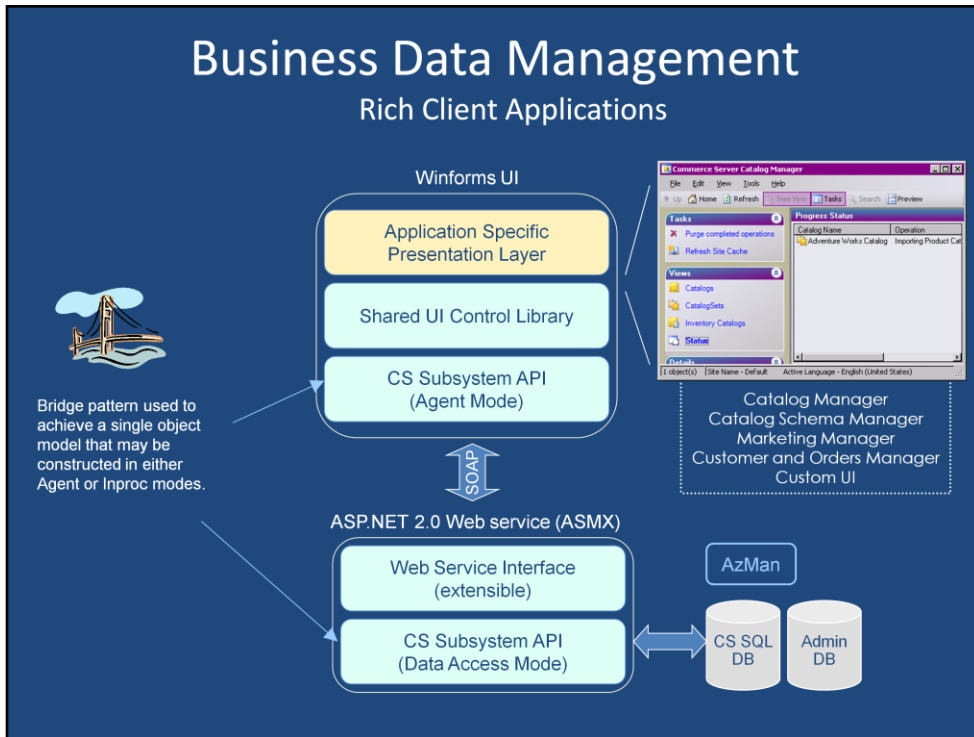 Business Data Management
Rich Client Applications
Winforms UI
Application Specific
Presentation Layer
Shared UI Control Library
CS Subsystem API
(Agent Mode)
Bridge pattern used to
achieve a single object
model that may be
constructed in either
Agent or Inproc modes.
SOAP
Commerce Server Catalog Manager
File Edit View Tools Help
Up Home Refresh Tree View Tasks Search Preview
Tasks
Purge completed operations
Refresh Site Cache
Views
Catalogs
CatalogSets
Inventory Catalogs
Status
Details
Progress Status
Catalog Name Operation
Adventure Works Catalog Importing Product Cat
1 object(s) Site Name - Default Active Language - English (United States)
Catalog Manager
Catalog Schema Manager
Marketing Manager
Customer and Orders Manager
Custom UI
ASP.NET 2.0 Web service (ASMX)
Web Service Interface
(extensible)
CS Subsystem API
(Data Access Mode)
AzMan
CS SQL
DB
Admin
DB